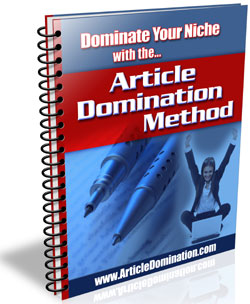 Dominate Your Niche
with the...
Article
Domination
Method
www.ArticleDomination.com